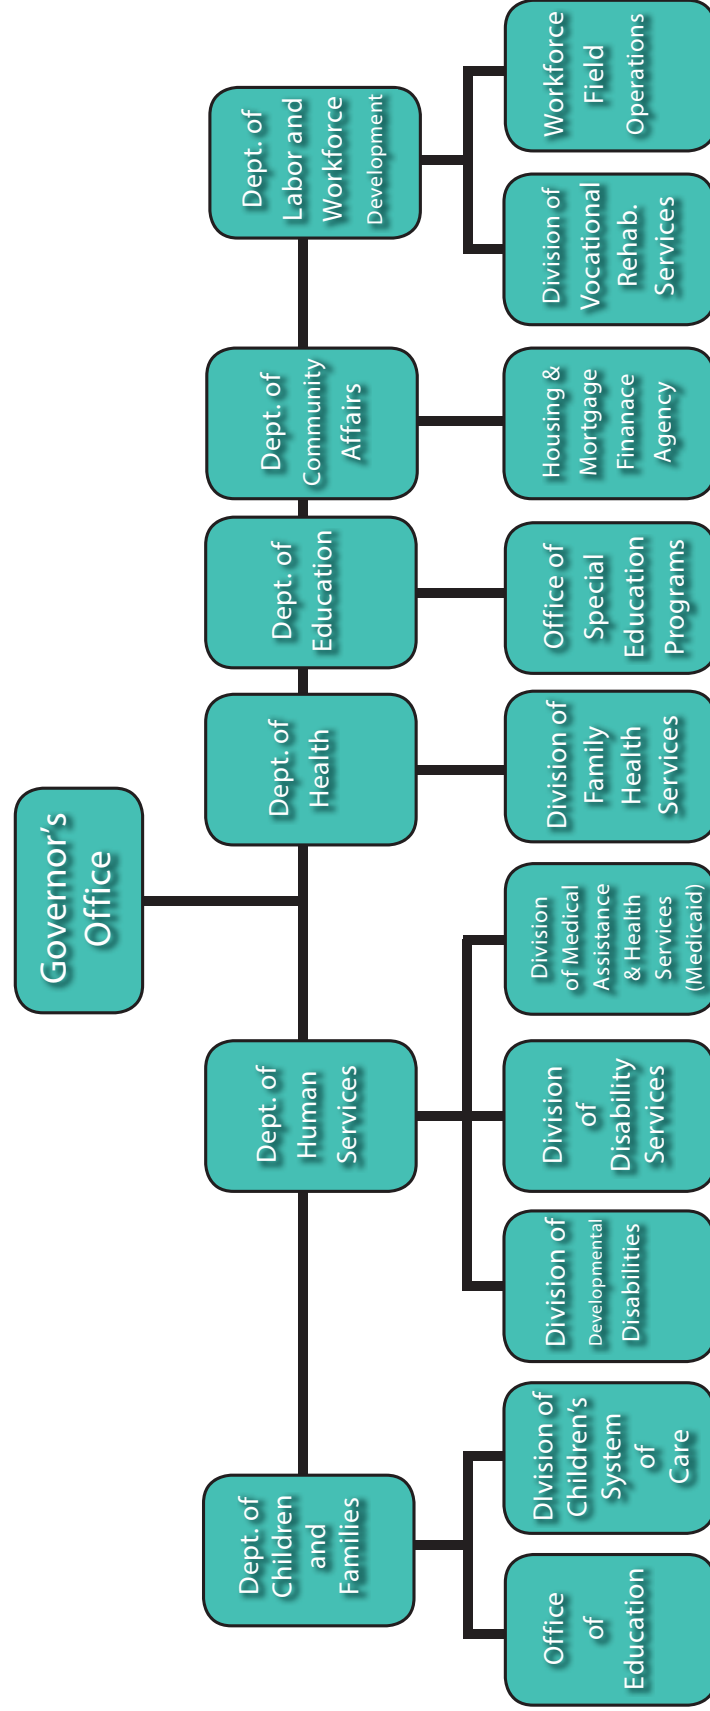 Governor's
Office
Dept. of
Children
and
Families
Dept. of
Human
Services
Dept. of
Health
Dept. of
Education
Dept. of
Community
Affairs
Dept. of
Labor and
Workforce
Development
Office
of
Education
DIvision of
Children's
System
of
Care
Division of
Developmental
Disabilities
Division
of
Disability
Services
Division
of Medical
Assistance
& Health
Services
(Medicaid)
Division of
Family
Health
Services
Office of
Special
Education
Programs
Housing &
Mortgage
Finanace
Agency
Division of
Vocational
Rehab.
Services
Workforce
Field
Operations